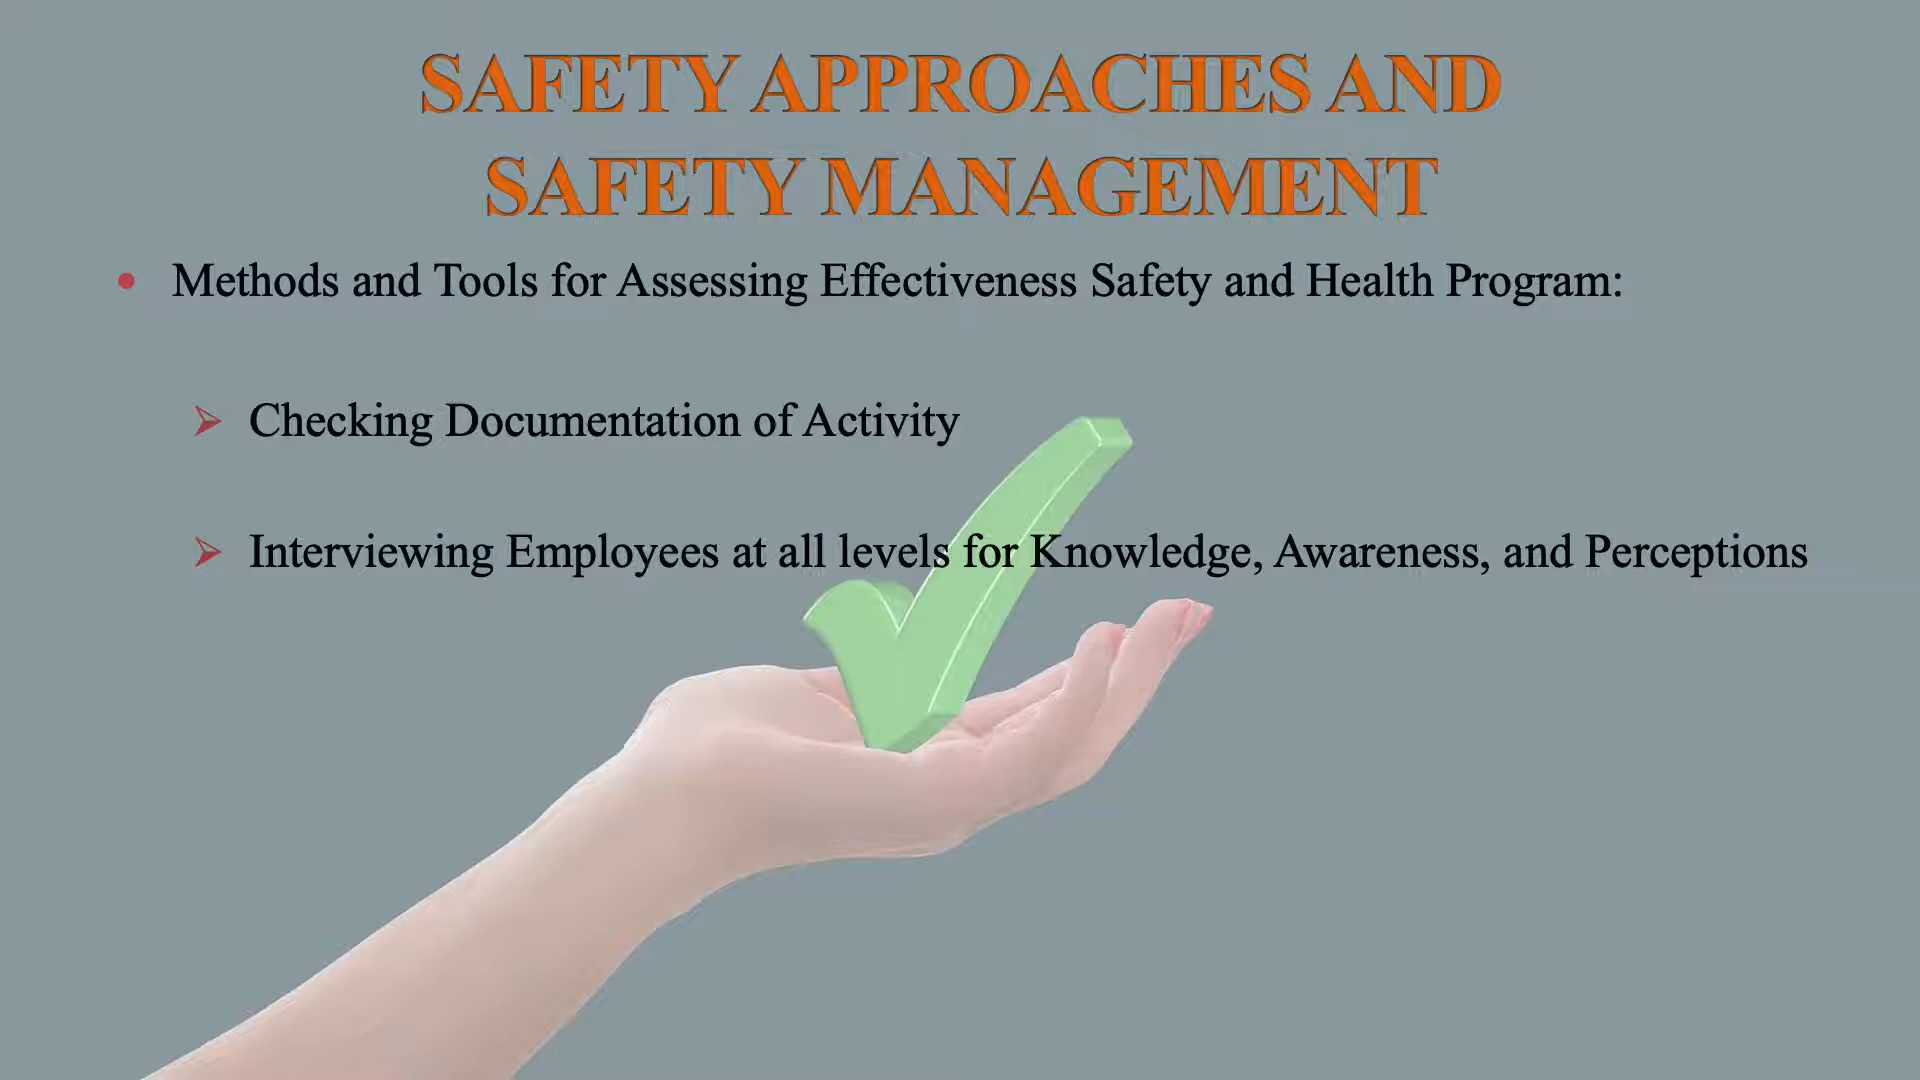 SAFETY APPROACHES AND
SAFETY MANAGEMENT
• Methods and Tools for Assessing Effectiveness Safety and Health Program:
➢ Checking Documentation of Activity
➢ Interviewing Employees at all levels for Knowledge, Awareness, and Perceptions